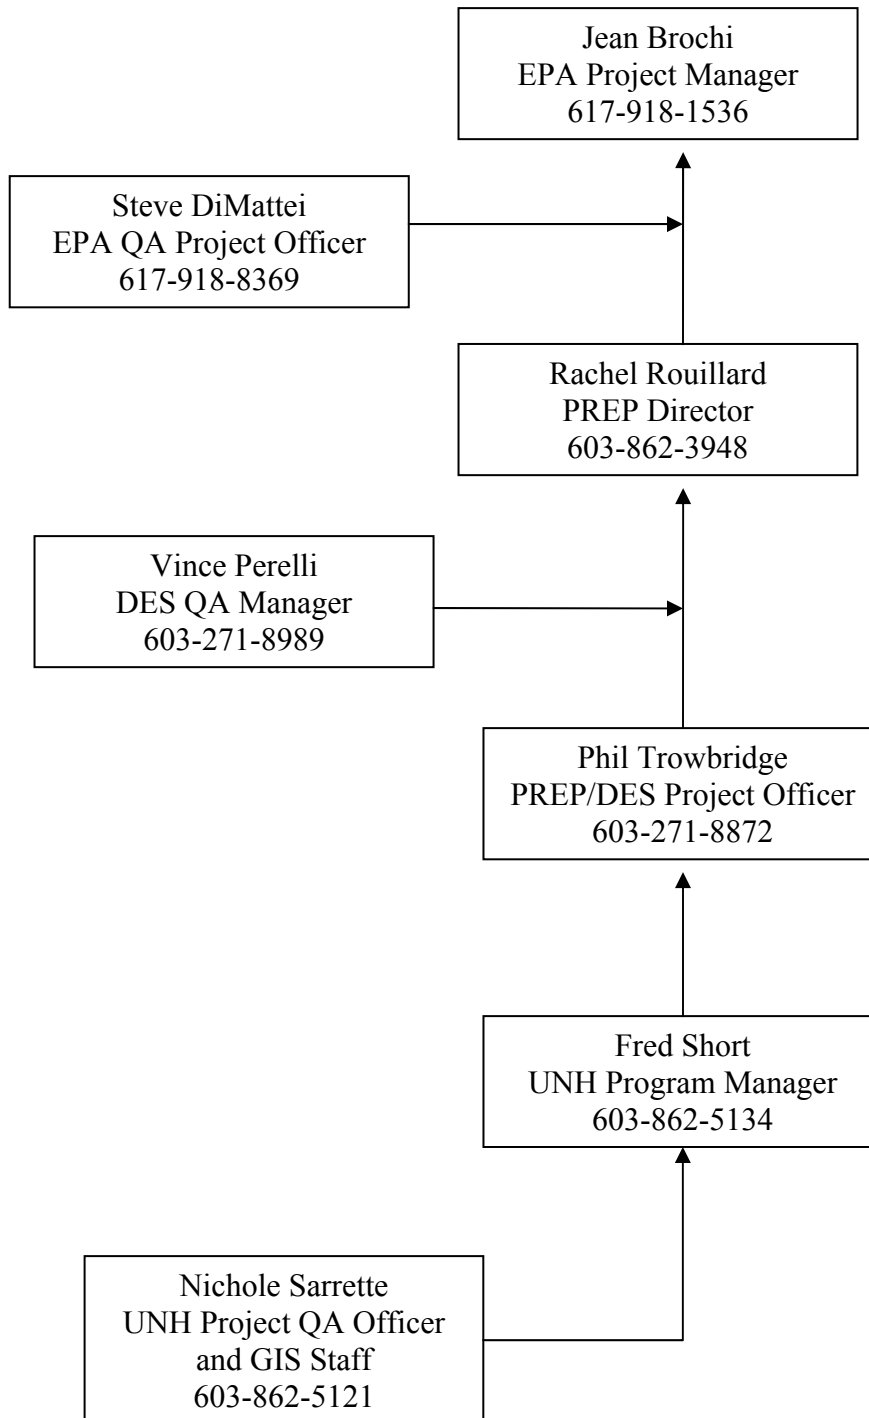 Jean Brochi
EPA Project Manager
617-918-1536
Steve DiMattei
EPA QA Project Officer
617-918-8369
Rachel Rouillard
PREP Director
603-862-3948
Vince Perelli
DES QA Manager
603-271-8989
Phil Trowbridge
PREP/DES Project Officer
603-271-8872
Fred Short
UNH Program Manager
603-862-5134
Nichole Sarrette
UNH Project QA Officer
and GIS Staff
603-862-5121